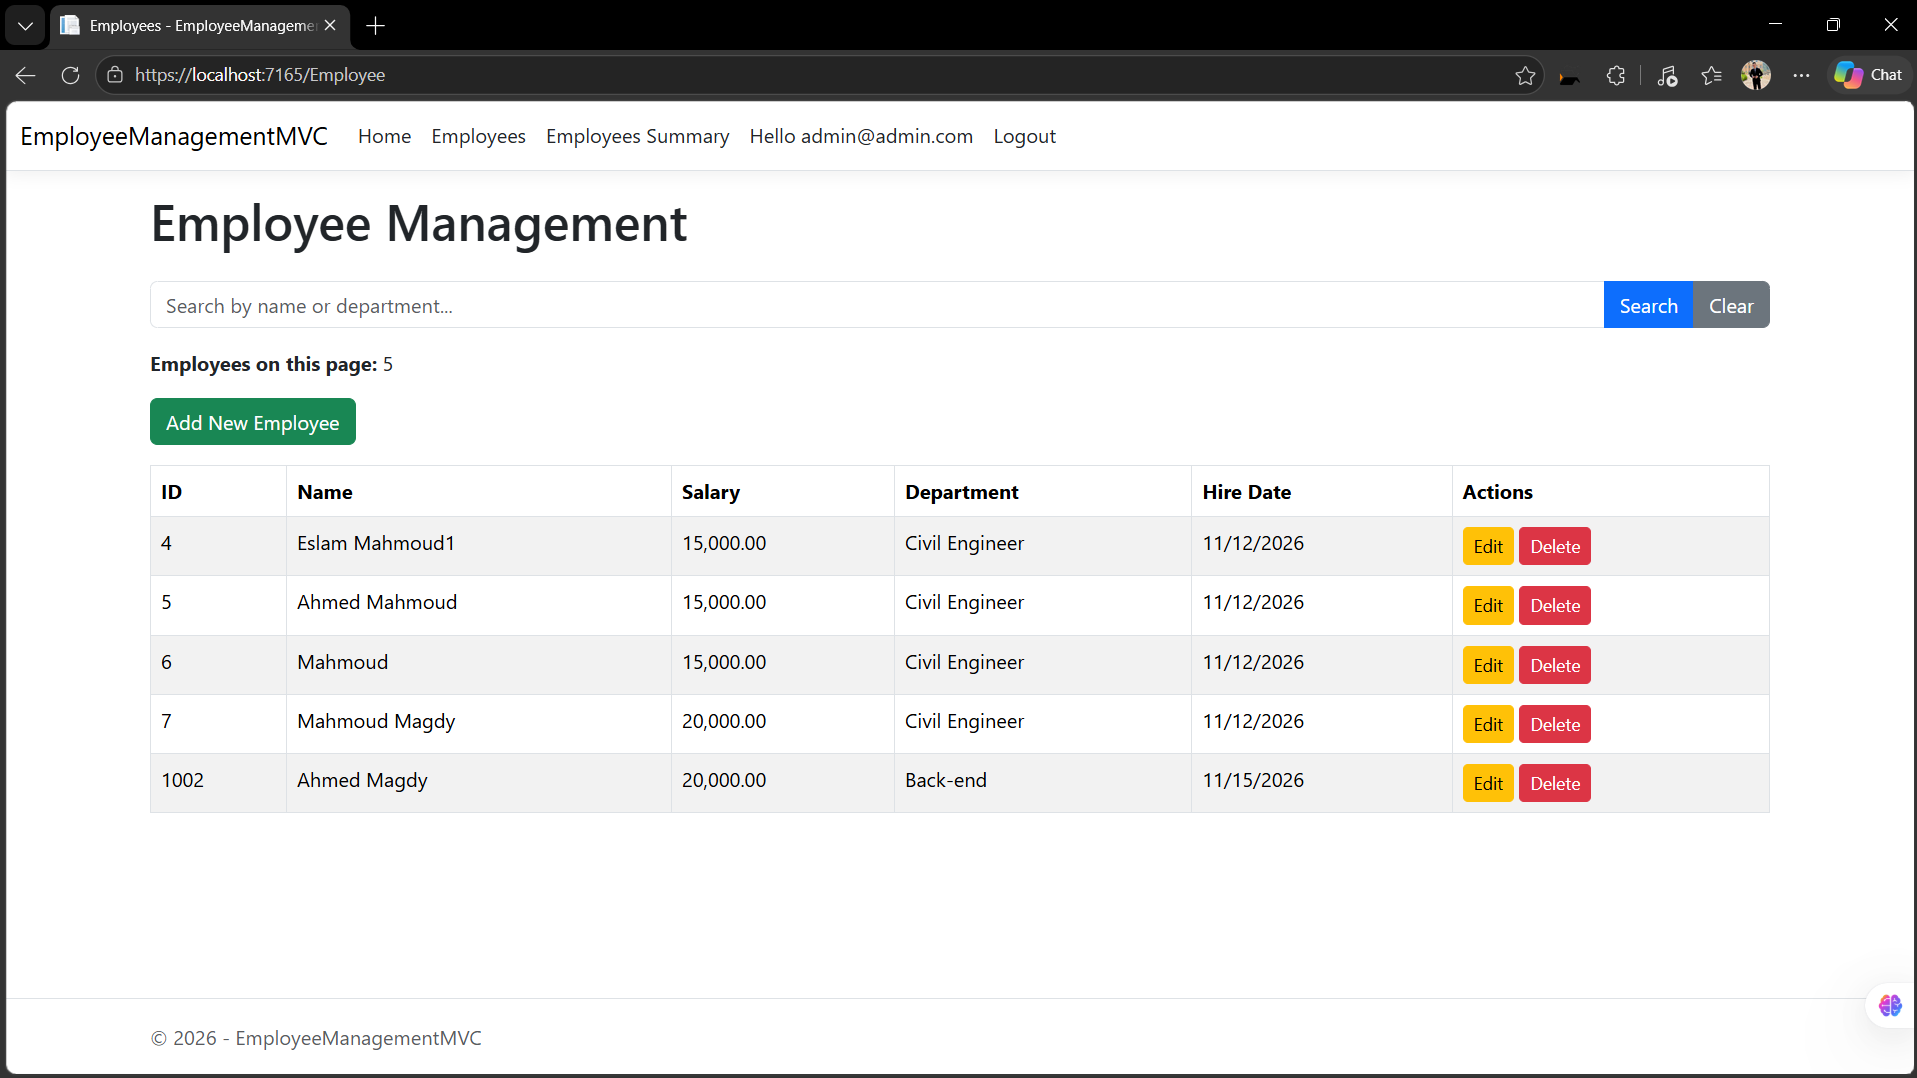 Employees - EmployeeManageme
https://localhost:7165/Employee
Chat
EmployeeManagementMVC Home Employees Employees Summary Hello admin@admin.com Logout
Employee Management
Search by name or department... Search Clear
Employees on this page: 5
Add New Employee
ID Name Salary Department Hire Date Actions
4 Eslam Mahmoud1 15,000.00 Civil Engineer 11/12/2026 Edit Delete
5 Ahmed Mahmoud 15,000.00 Civil Engineer 11/12/2026 Edit Delete
6 Mahmoud 15,000.00 Civil Engineer 11/12/2026 Edit Delete
7 Mahmoud Magdy 20,000.00 Civil Engineer 11/12/2026 Edit Delete
1002 Ahmed Magdy 20,000.00 Back-end 11/15/2026 Edit Delete
© 2026 - EmployeeManagementMVC